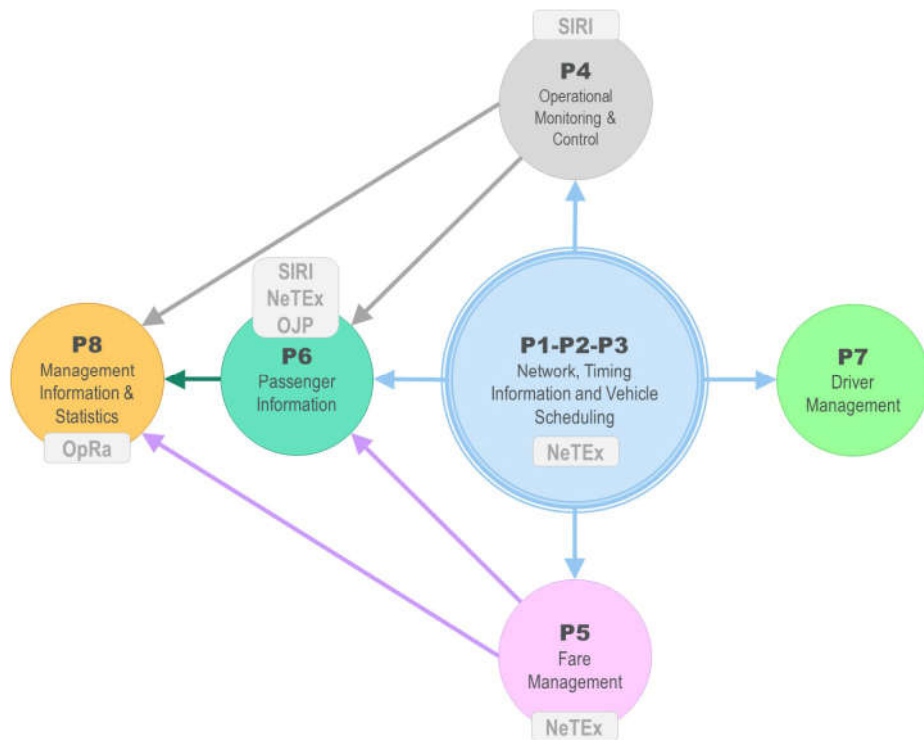 SIRI
P4
Operational
Monitoring &
Control
SIRI
NeTEx
OJP
P8
Management
Information &
Statistics
OpRa
P6
Passenger
Information
P1-P2-P3
Network, Timing
Information and Vehicle
Scheduling
NeTEx
P7
Driver
Management
P5
Fare
Management
NeTEx